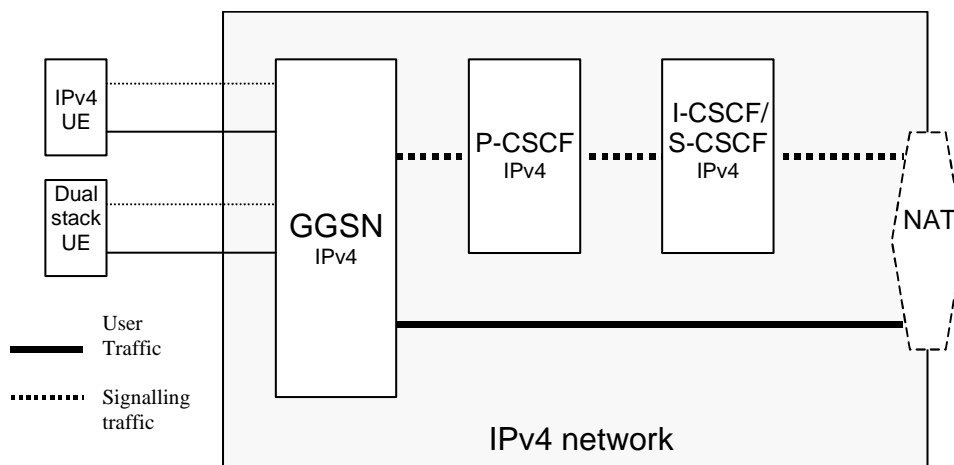 IPv4
UE
Dual
stack
UE
GGSN
IPv4
P-CSCF
IPv4
I-CSCF/
S-CSCF
IPv4
NAT
User
Traffic
Signalling
traffic
IPv4 network